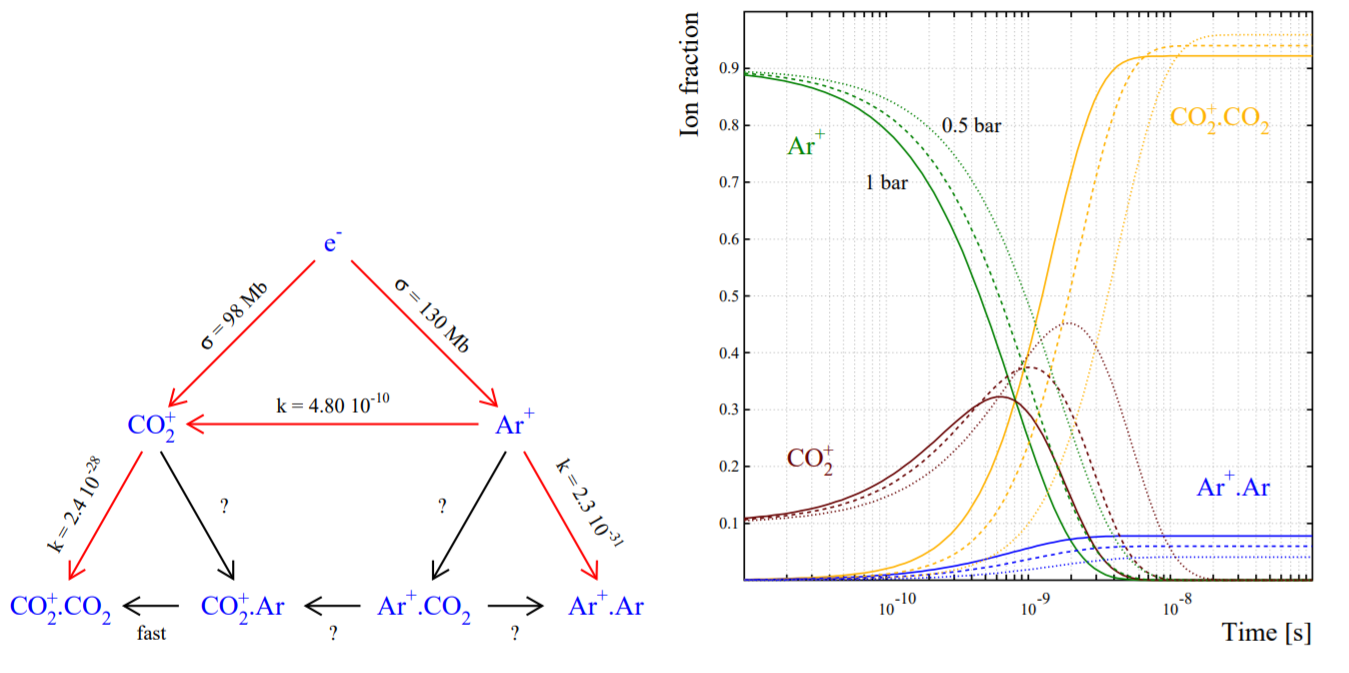 e⁻
σ = 98 Mb
σ = 130 Mb
k = 4.80 10⁻¹⁰
CO₂⁺
Ar⁺
k = 2.4 10⁻²⁸
?
?
k = 2.3 10⁻³¹
CO₂⁺.CO₂
CO₂⁺.Ar
Ar⁺.CO₂
Ar⁺.Ar
fast
?
?
Ion fraction
0.9
0.8
0.7
0.6
0.5
0.4
0.3
0.2
0.1
Ar⁺
0.5 bar
1 bar
CO₂⁺.CO₂
CO₂⁺
Ar⁺.Ar
10⁻¹⁰
10⁻⁹
10⁻⁸
Time [s]